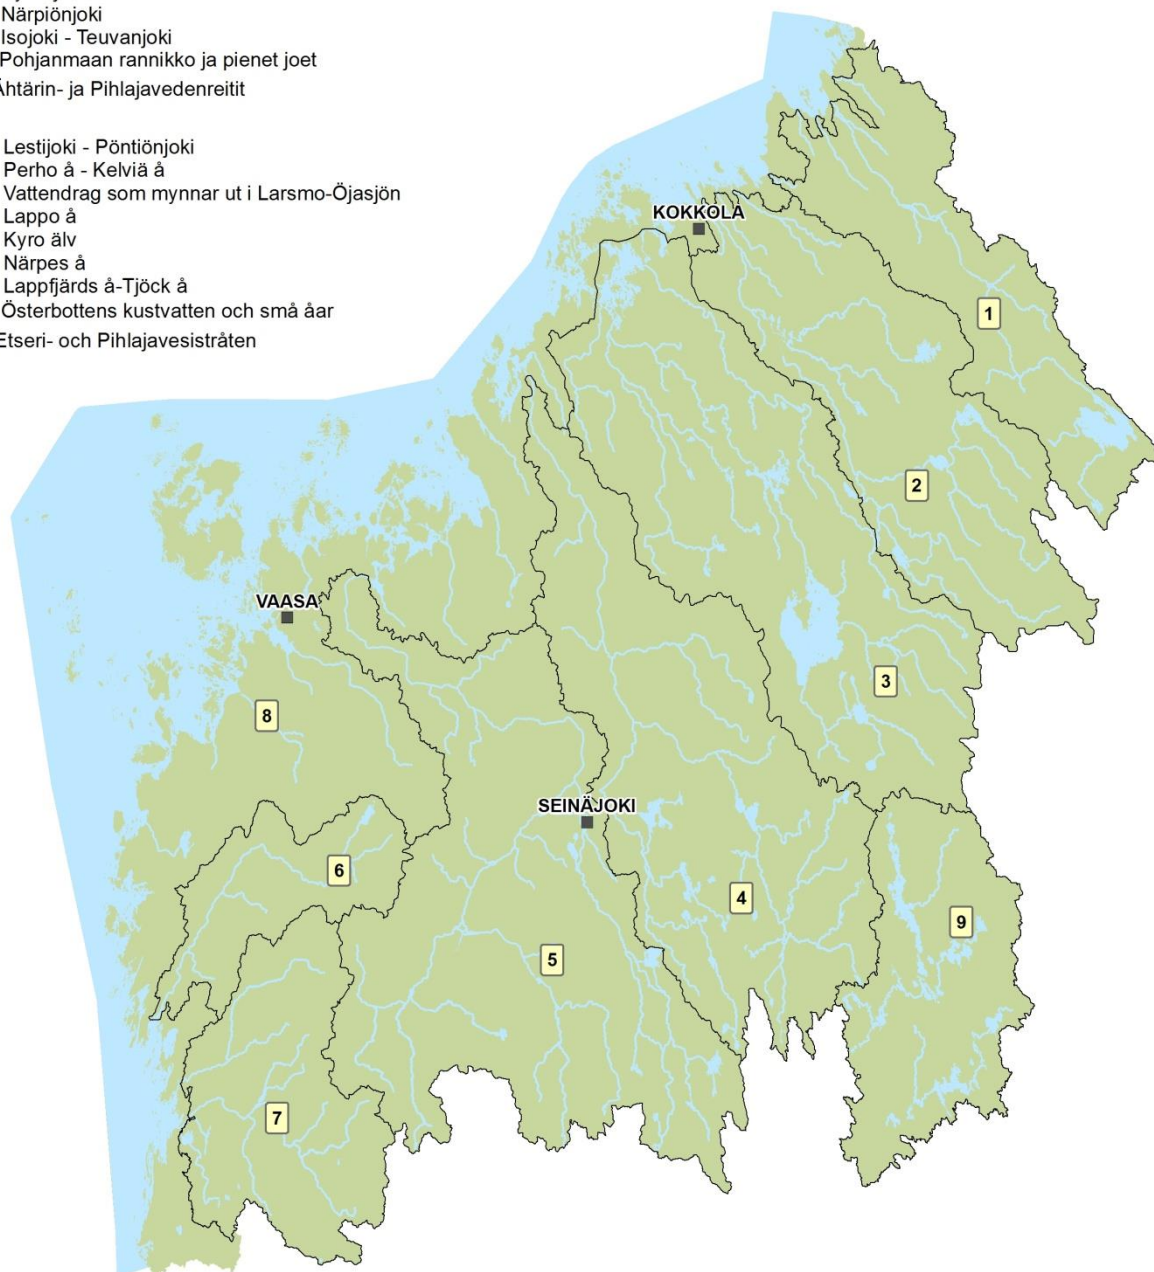 Närpiönjoki
Isojoki - Teuvanjoki
Pohjanmaan rannikko ja pienet joet
Ähtärin- ja Pihlajavedenreitit
Lestijoki - Pöntiönjoki
Perho å - Kelviä å
Vattendrag som mynnar ut i Larsmo-Öjasjön
Lappo å
Kyro älv
Närpes å
Lappfjärds å-Tjöck å
Österbottens kustvatten och små åar
Etseri- och Pihlajavesistråten
KOKKOLA
1
2
VAASA
3
8
SEINÄJOKI
6
4
9
5
7